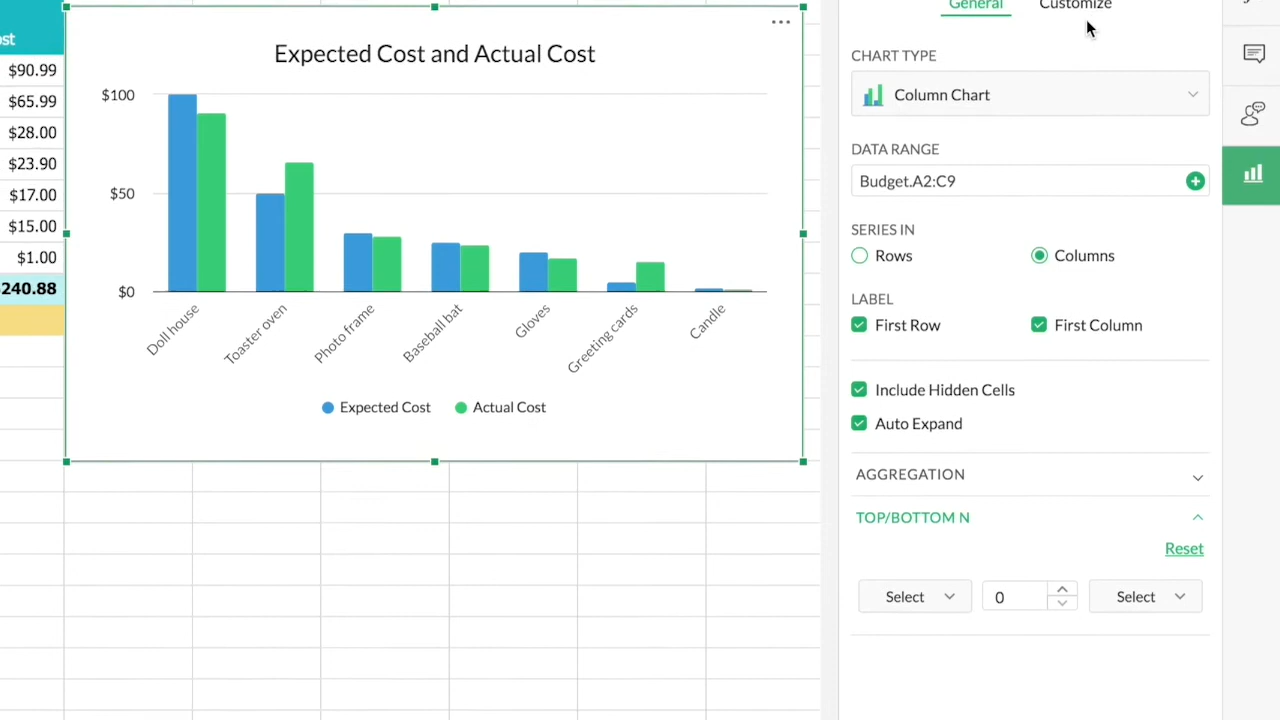 General Customize
ost
$90.99
$65.99
$28.00
$23.90
$17.00
$15.00
$1.00
240.88
Expected Cost and Actual Cost
$100
$50
$0
Doll house
Toaster oven
Photo frame
Baseball bat
Gloves
Greeting cards
Candle
Expected Cost Actual Cost
CHART TYPE
Column Chart
DATA RANGE
Budget.A2:C9
SERIES IN
Rows Columns
LABEL
First Row First Column
Include Hidden Cells
Auto Expand
AGGREGATION
TOP/BOTTOM N
Reset
Select 0 Select